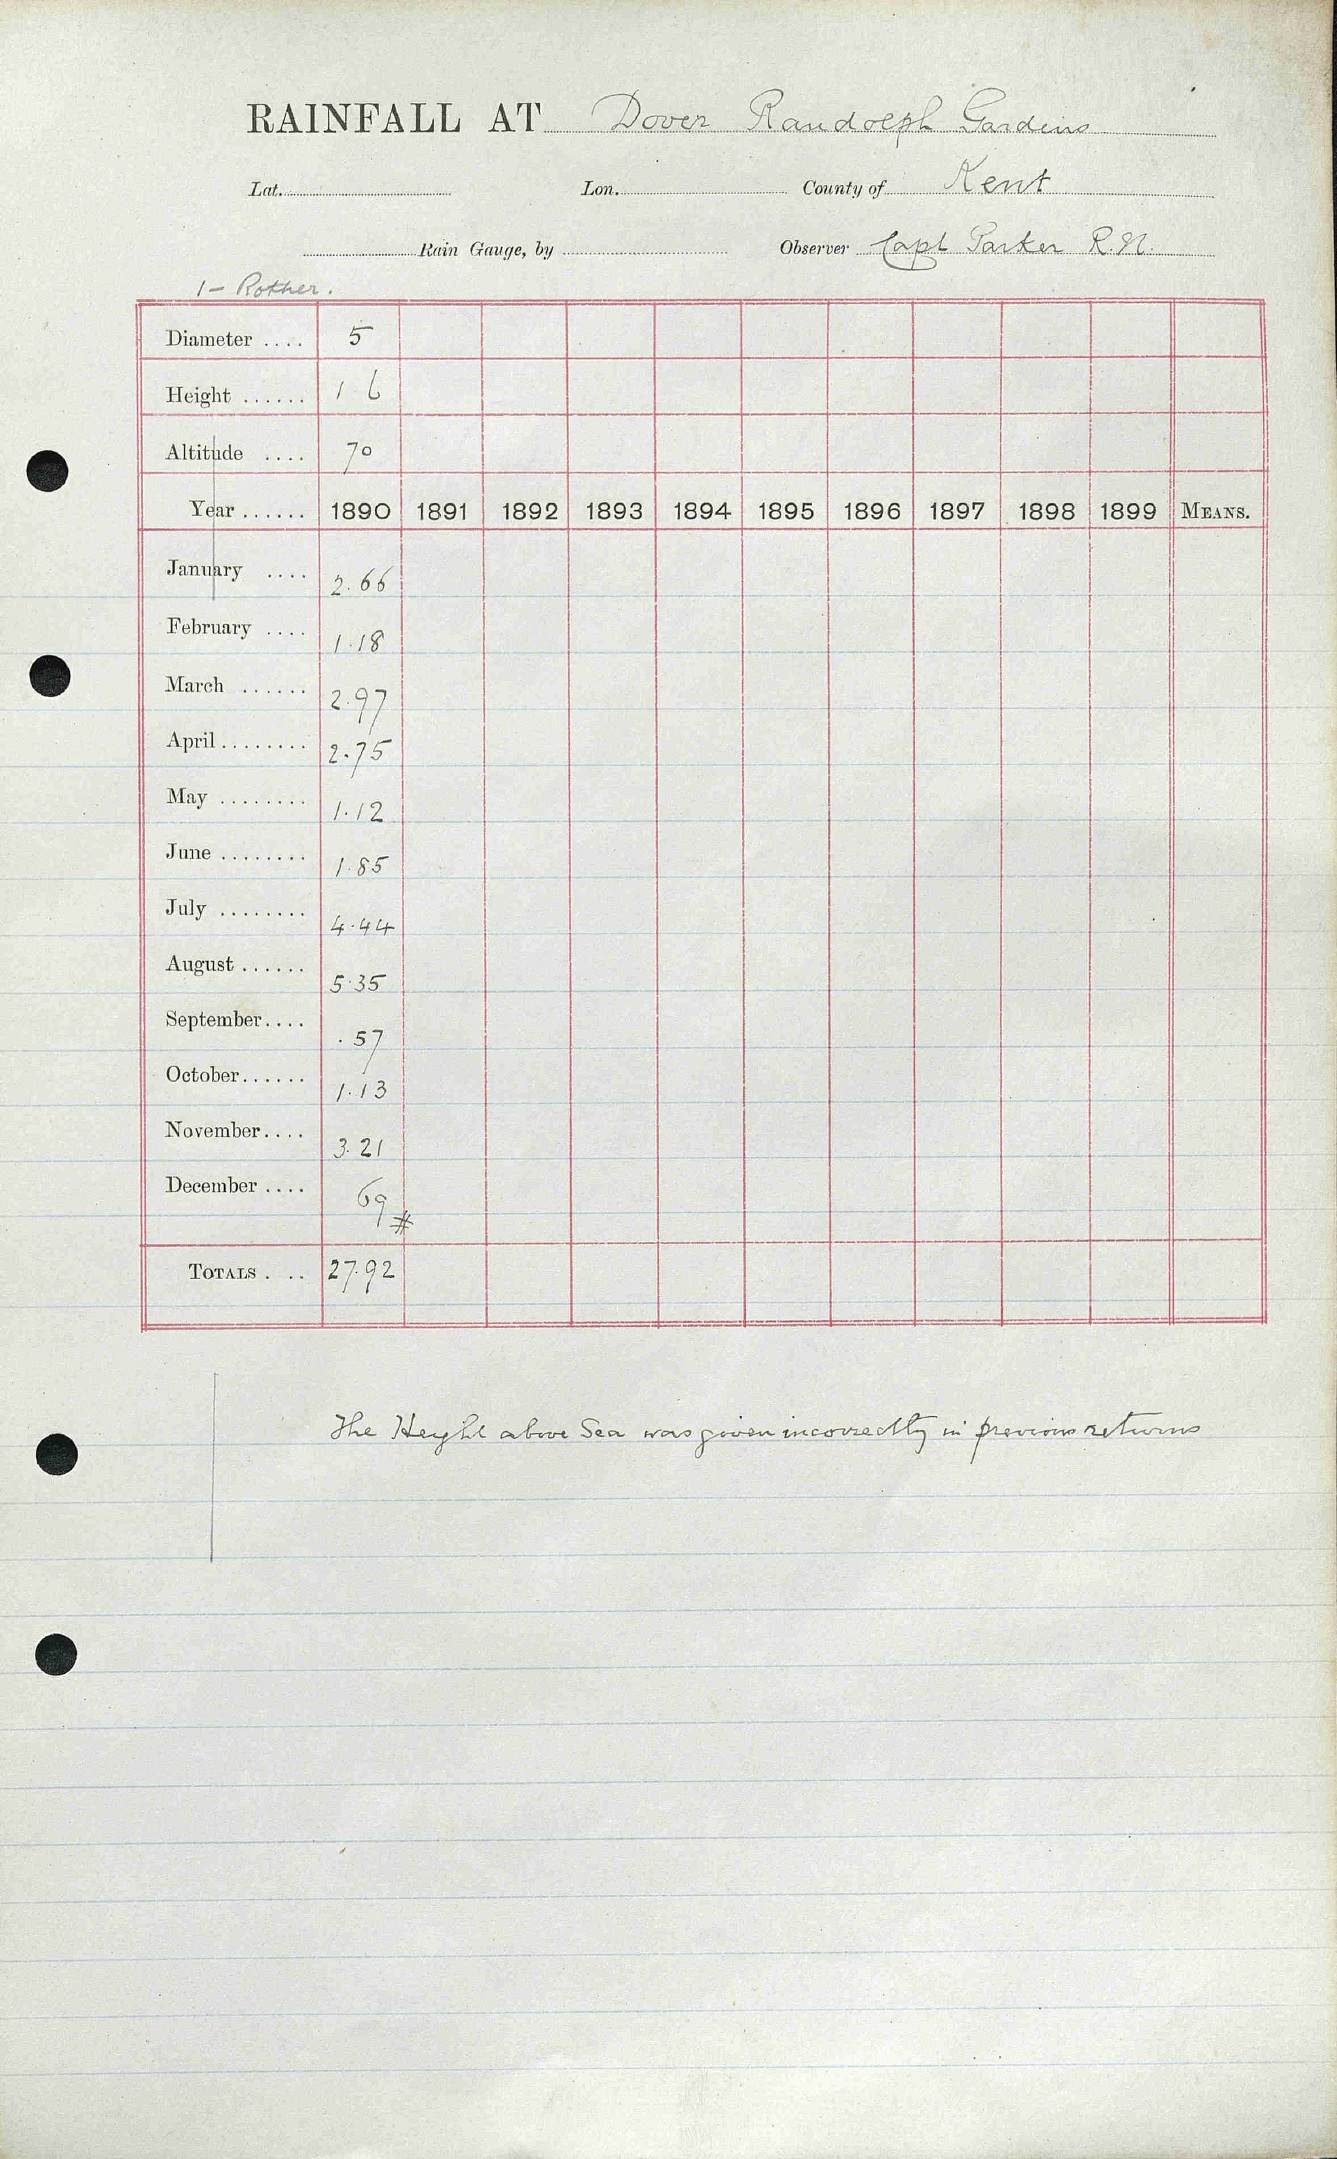 RAINFALL AT Dover Randolph Gardens
Lat. Lon. County of Kent
Rain Gauge, by Observer Capt Parker R.N.
1 - Rother.
Diameter .... 5
Height ...... 1 6
Altitude .... 70
Year ...... 1890 1891 1892 1893 1894 1895 1896 1897 1898 1899 MEANS.
January .... 2.66
February .... 1.18
March ...... 2.97
April ........ 2.75
May ........ 1.12
June ........ 1.85
July ........ 4.44
August ...... 5.35
September .... .57
October ...... 1.13
November .... 3.21
December .... 69 #
TOTALS . .. 27.92
The Height above Sea was given incorrectly in previous returns